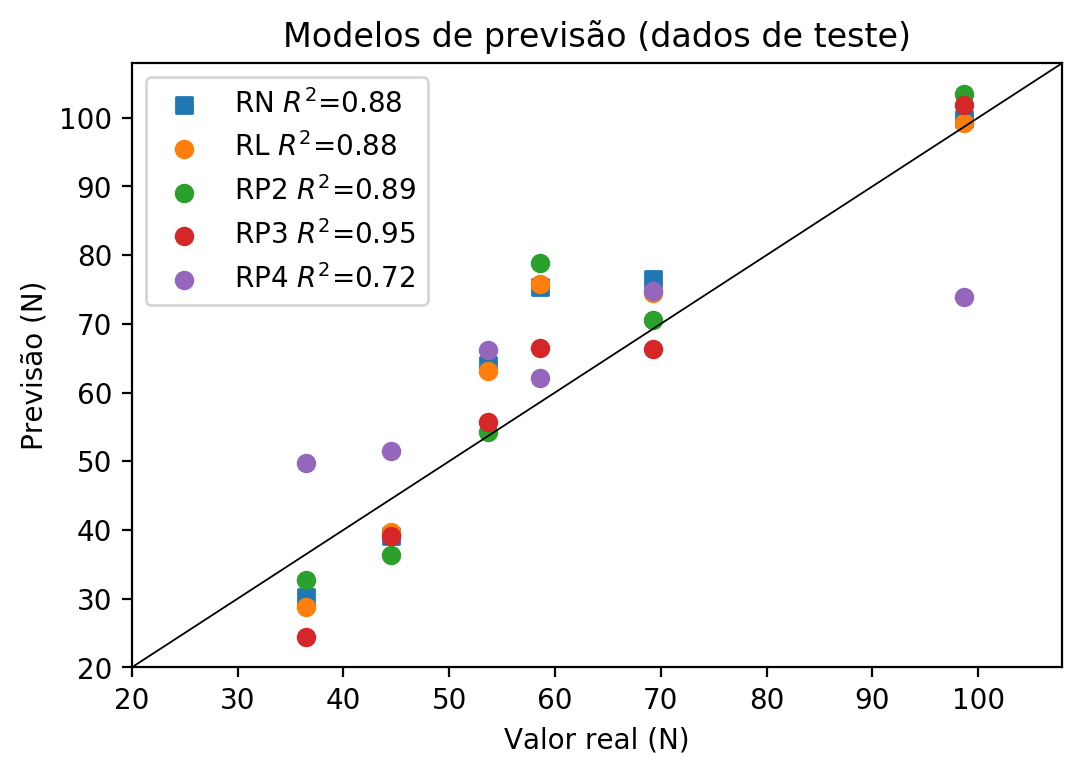 Modelos de previsão (dados de teste)
RN R²=0.88
RL R²=0.88
RP2 R²=0.89
RP3 R²=0.95
RP4 R²=0.72
100
90
80
70
60
50
40
30
20
Previsão (N)
20 30 40 50 60 70 80 90 100
Valor real (N)